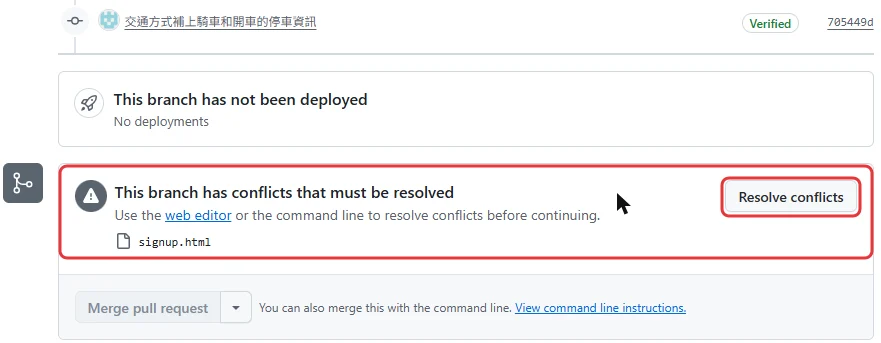 交通方式補上騎車和開車的停車資訊 Verified 705449d
This branch has not been deployed
No deployments
This branch has conflicts that must be resolved
Use the web editor or the command line to resolve conflicts before continuing.
Resolve conflicts
signup.html
Merge pull request
You can also merge this with the command line. View command line instructions.